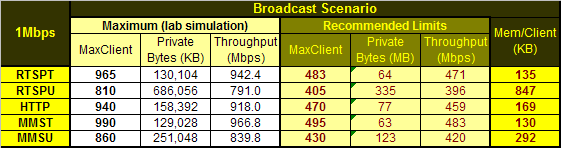 Broadcast Scenario
1Mbps Maximum (lab simulation) Recommended Limits Mem/Client (KB)
MaxClient Private Bytes (KB) Throughput (Mbps) MaxClient Private Bytes (MB) Throughput (Mbps)
RTSPT 965 130,104 942.4 483 64 471 135
RTSPU 810 686,056 791.0 405 335 396 847
HTTP 940 158,392 918.0 470 77 459 169
MMST 990 129,028 966.8 495 63 483 130
MMSU 860 251,048 839.8 430 123 420 292